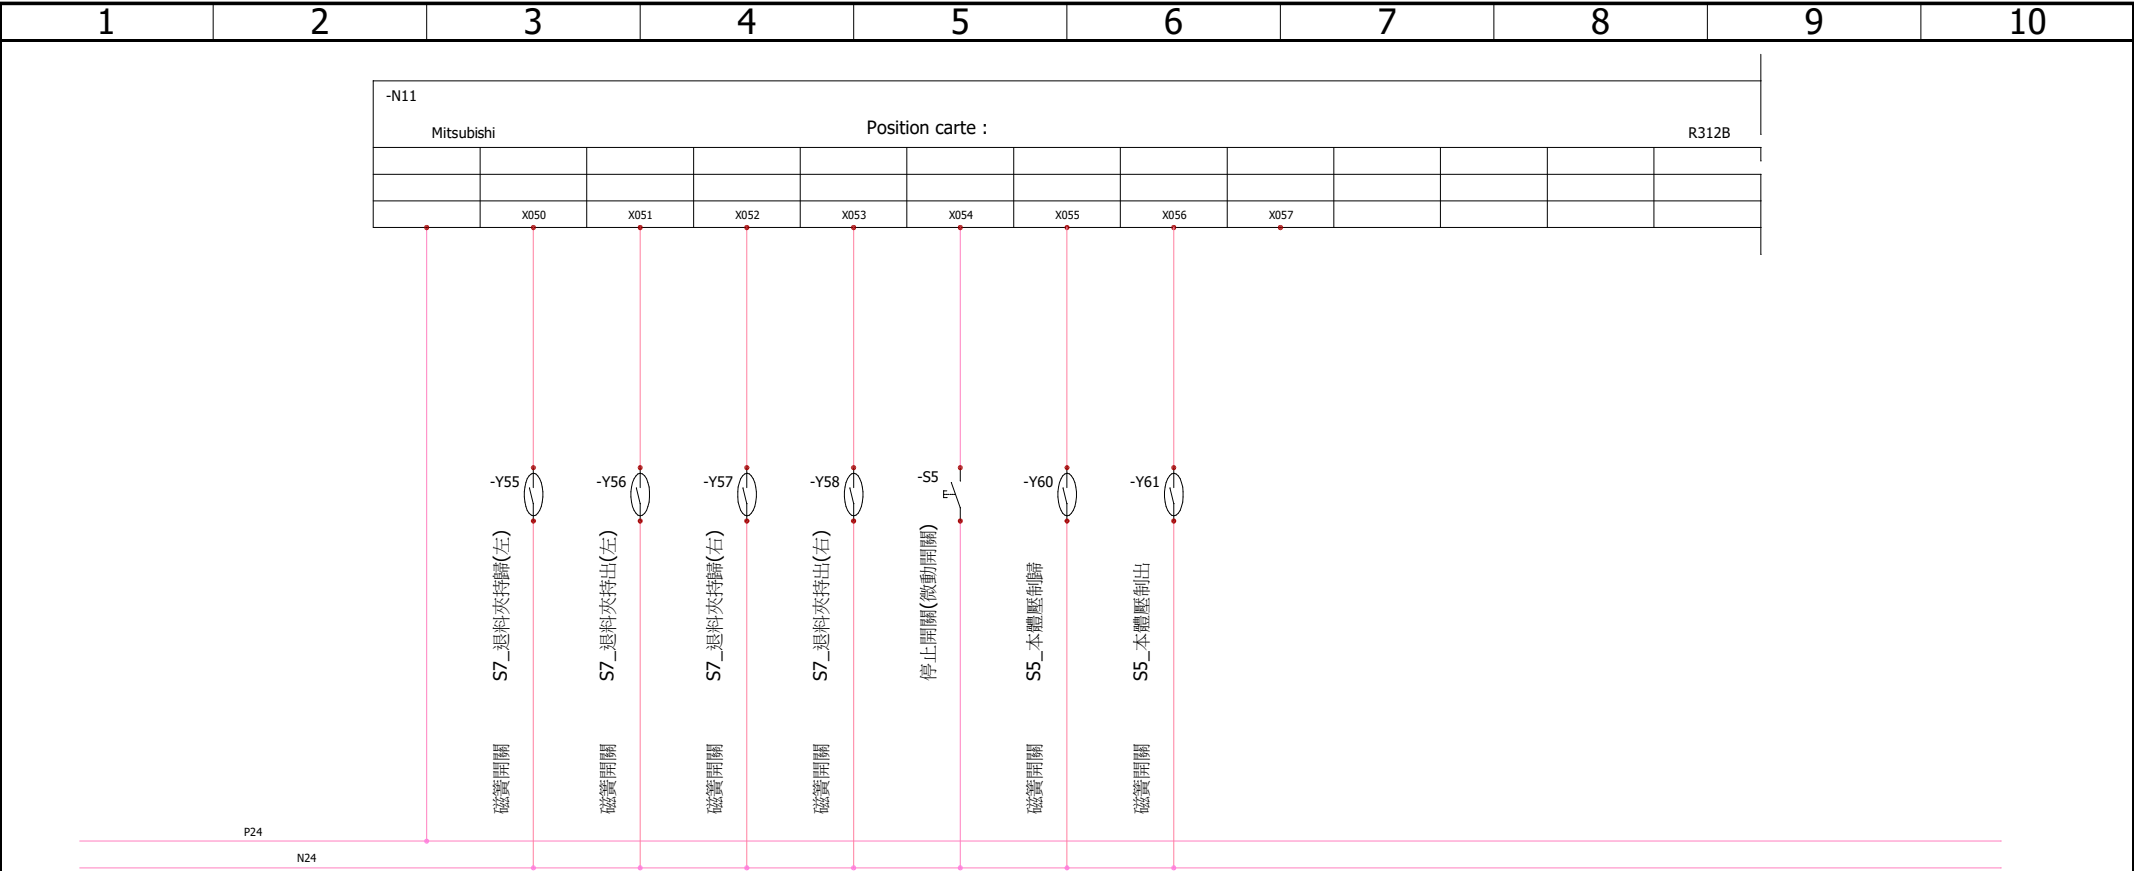 1 2 3 4 5 6 7 8 9 10
-N11
Mitsubishi Position carte : R312B
X050 X051 X052 X053 X054 X055 X056 X057
-Y55 -Y56 -Y57 -Y58 -S5 -Y60 -Y61
S7_退料夾持歸(左)
S7_退料夾持出(左)
S7_退料夾持歸(右)
S7_退料夾持出(右)
停止開關(微動開關)
S5_本體壓制歸
S5_本體壓制出
磁簧開關
磁簧開關
磁簧開關
磁簧開關
磁簧開關
磁簧開關
P24
N24